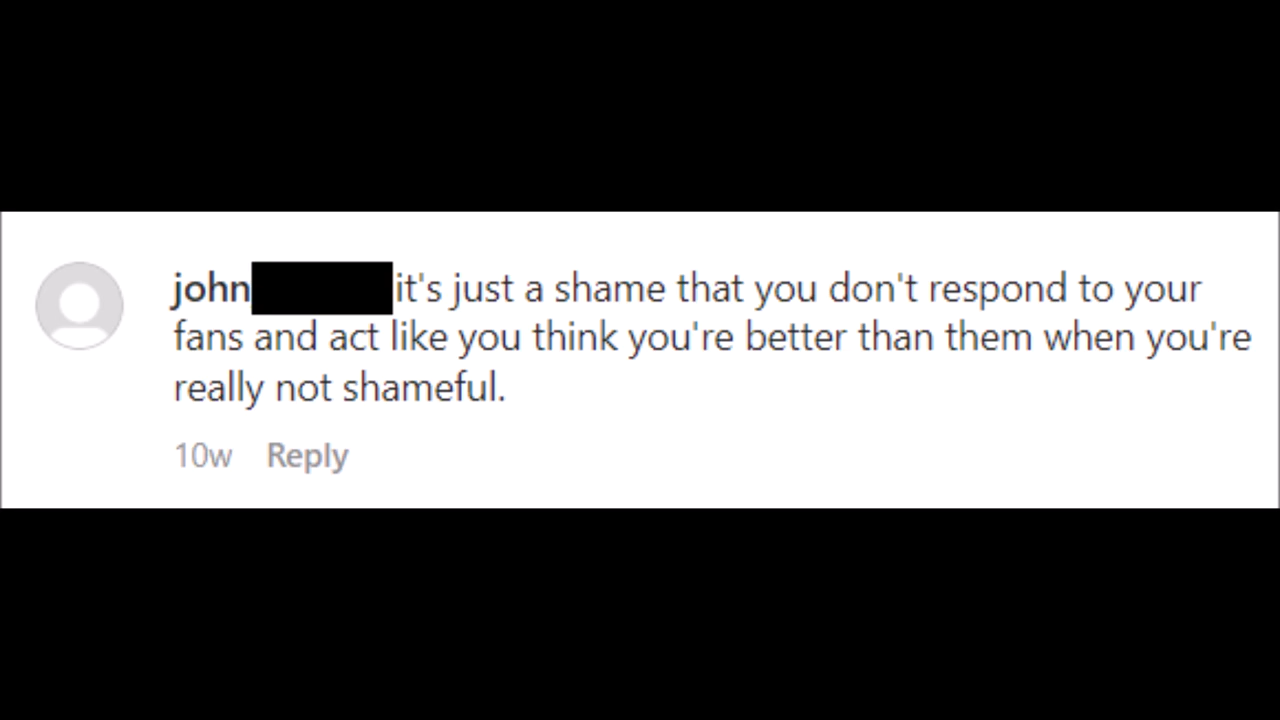 john it's just a shame that you don't respond to your
fans and act like you think you're better than them when you're
really not shameful.
10w Reply